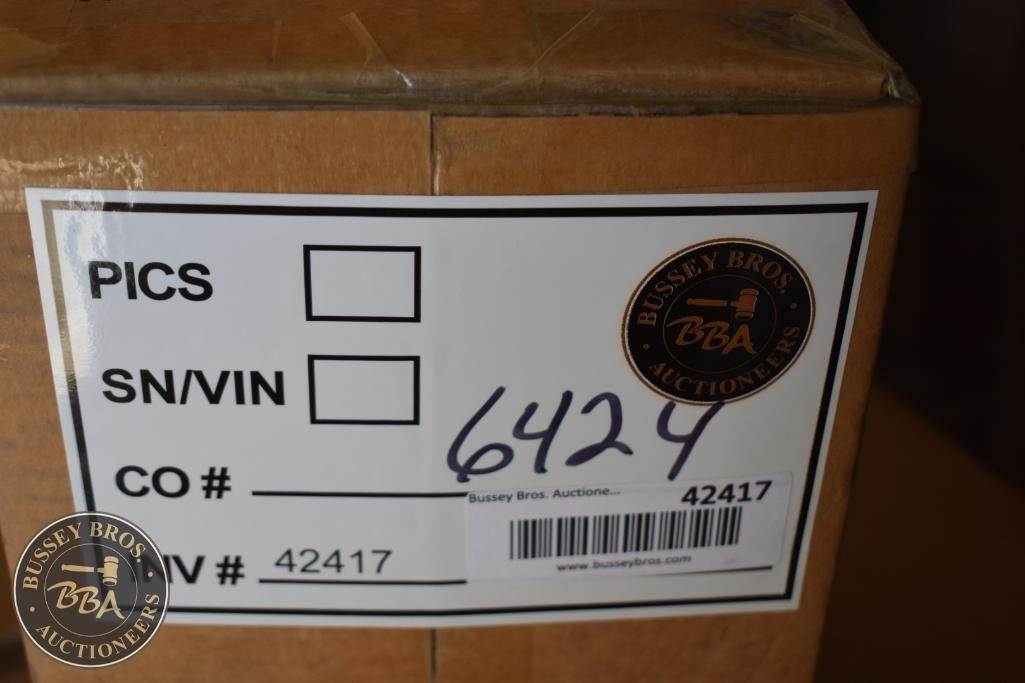 PICS
BUSSEY BROS.
BBA
AUCTIONEERS
SN/VIN
6424
CO #
Bussey Bros. Auctione... 42417
www.busseybros.com
INV # 42417
BUSSEY BROS.
BBA
AUCTIONEERS